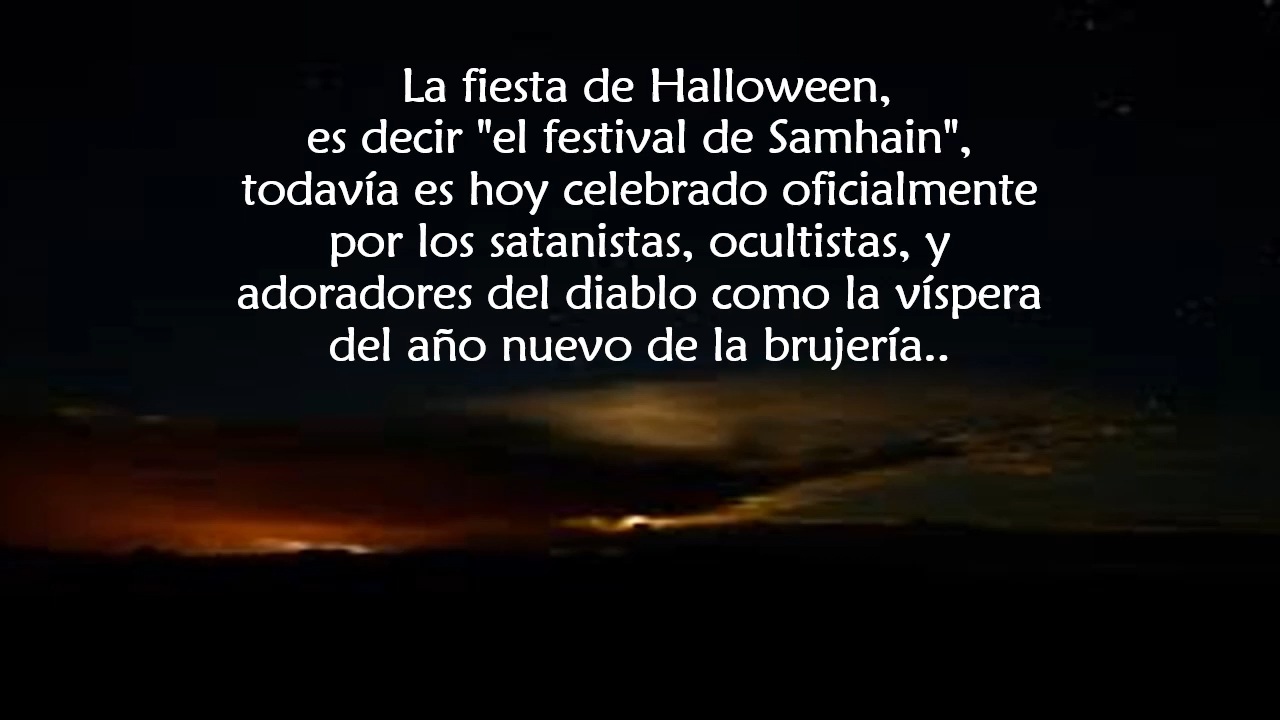 La fiesta de Halloween,
es decir "el festival de Samhain",
todavía es hoy celebrado oficialmente
por los satanistas, ocultistas, y
adoradores del diablo como la víspera
del año nuevo de la brujería..